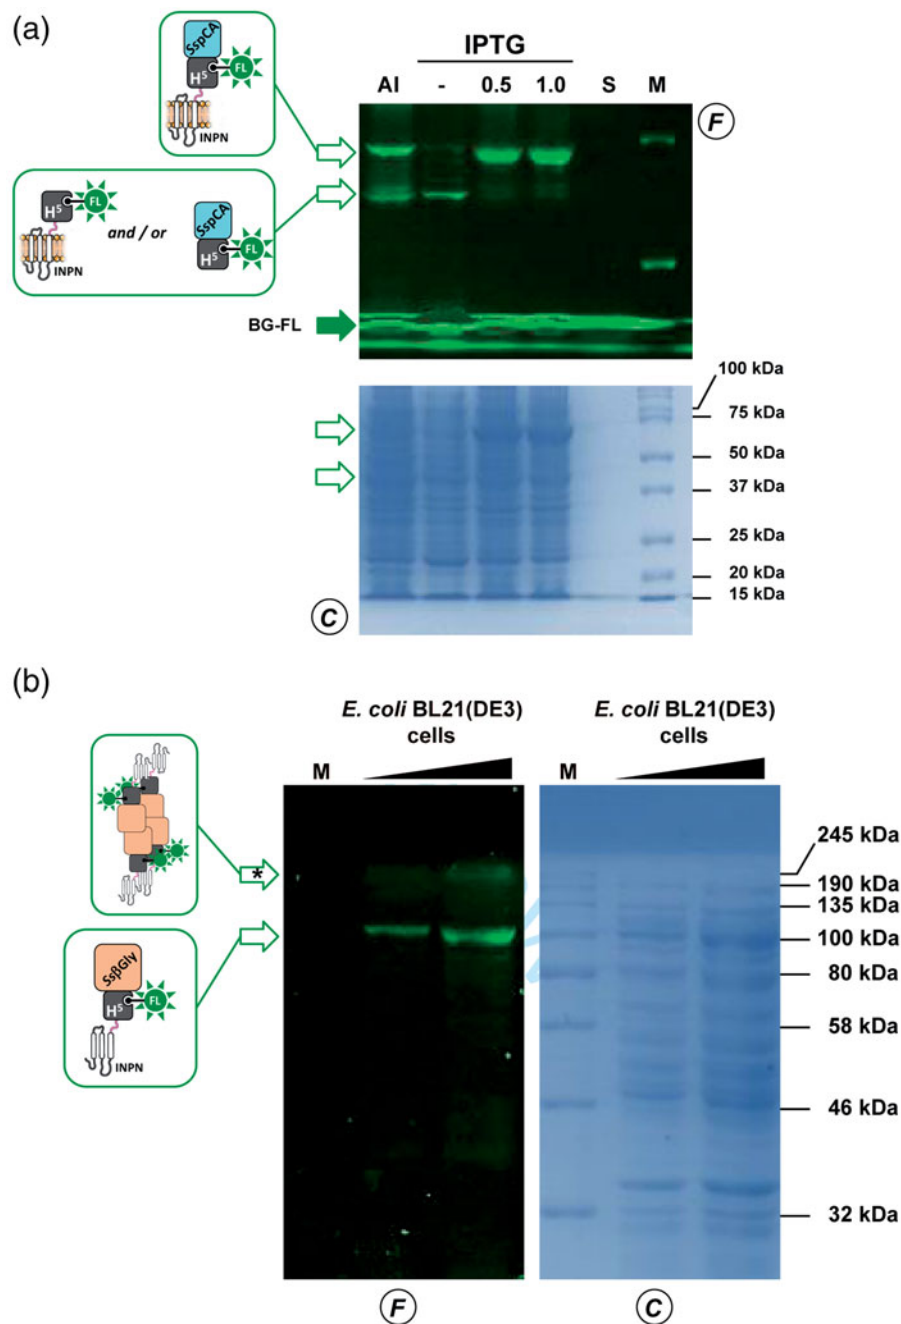 (a)
SspCA
H⁵
FL
INPN
H⁵
FL
INPN
and / or
SspCA
H⁵
FL
BG-FL
IPTG
AI - 0.5 1.0 S M
F
100 kDa
75 kDa
50 kDa
37 kDa
25 kDa
20 kDa
15 kDa
C
(b)
E. coli BL21(DE3)
cells
M
E. coli BL21(DE3)
cells
M
*
SsβGly
H⁵
FL
INPN
245 kDa
190 kDa
135 kDa
100 kDa
80 kDa
58 kDa
46 kDa
32 kDa
F
C